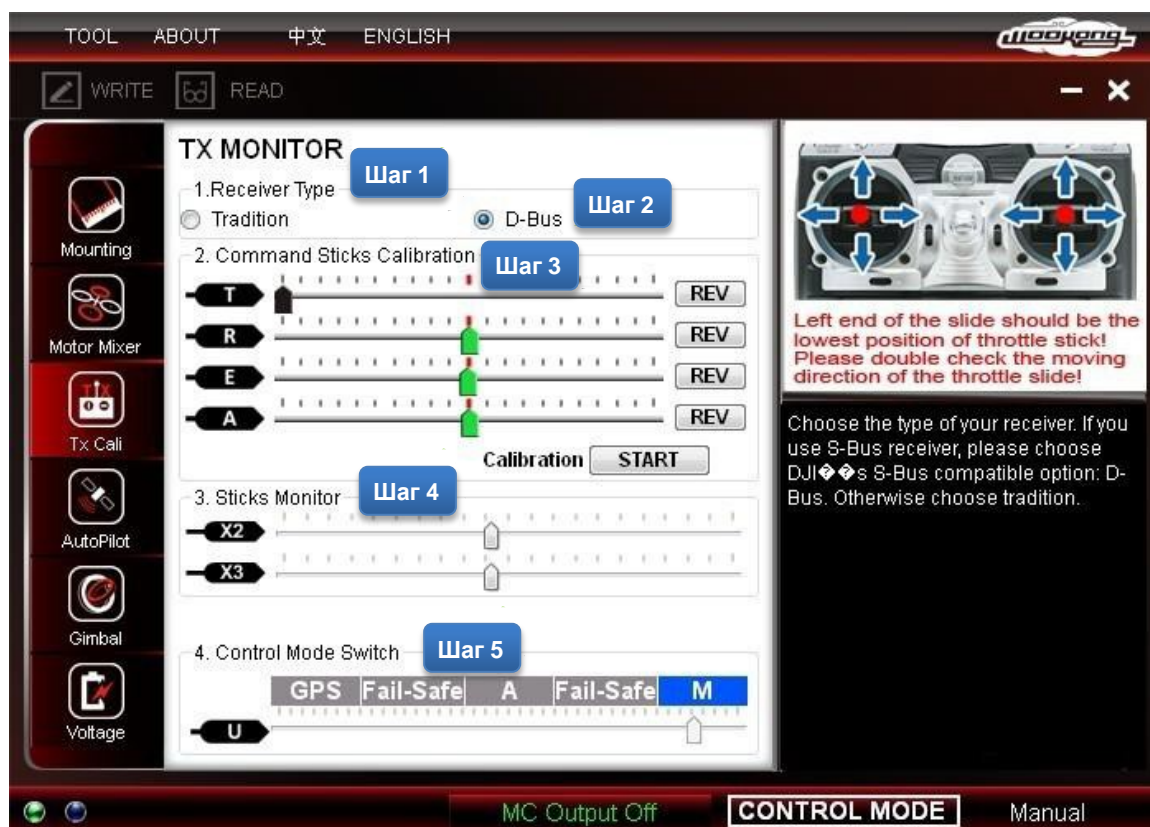 TOOL ABOUT 中文 ENGLISH
WRITE READ
Mounting
Motor Mixer
Tx Cali
AutoPilot
Gimbal
Voltage
TX MONITOR
Шаг 1
1.Receiver Type
Tradition
D-Bus
Шаг 2
2. Command Sticks Calibration
Шаг 3
T REV
R REV
E REV
A REV
Calibration START
3. Sticks Monitor
Шаг 4
X2
X3
4. Control Mode Switch
Шаг 5
GPS Fail-Safe A Fail-Safe M
U
Left end of the slide should be the
lowest position of throttle stick!
Please double check the moving
direction of the throttle slide!
Choose the type of your receiver. If you
use S-Bus receiver, please choose
DJI��s S-Bus compatible option: D-
Bus. Otherwise choose tradition.
MC Output Off CONTROL MODE Manual